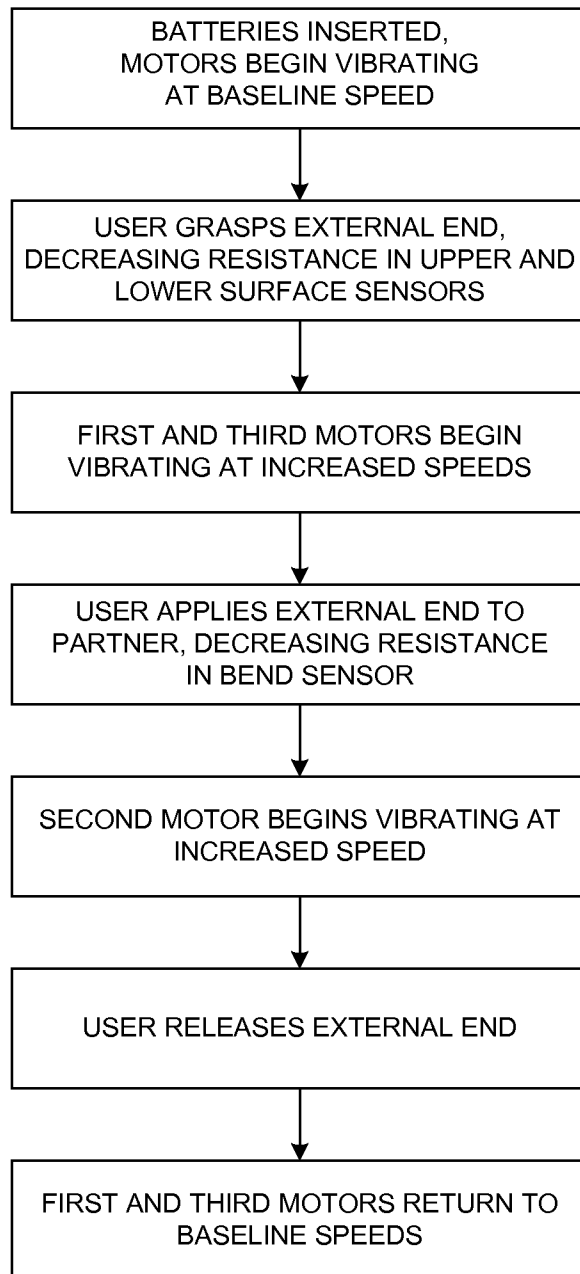 BATTERIES INSERTED,
MOTORS BEGIN VIBRATING
AT BASELINE SPEED
USER GRASPS EXTERNAL END,
DECREASING RESISTANCE IN UPPER AND
LOWER SURFACE SENSORS
FIRST AND THIRD MOTORS BEGIN
VIBRATING AT INCREASED SPEEDS
USER APPLIES EXTERNAL END TO
PARTNER, DECREASING RESISTANCE
IN BEND SENSOR
SECOND MOTOR BEGINS VIBRATING AT
INCREASED SPEED
USER RELEASES EXTERNAL END
FIRST AND THIRD MOTORS RETURN TO
BASELINE SPEEDS